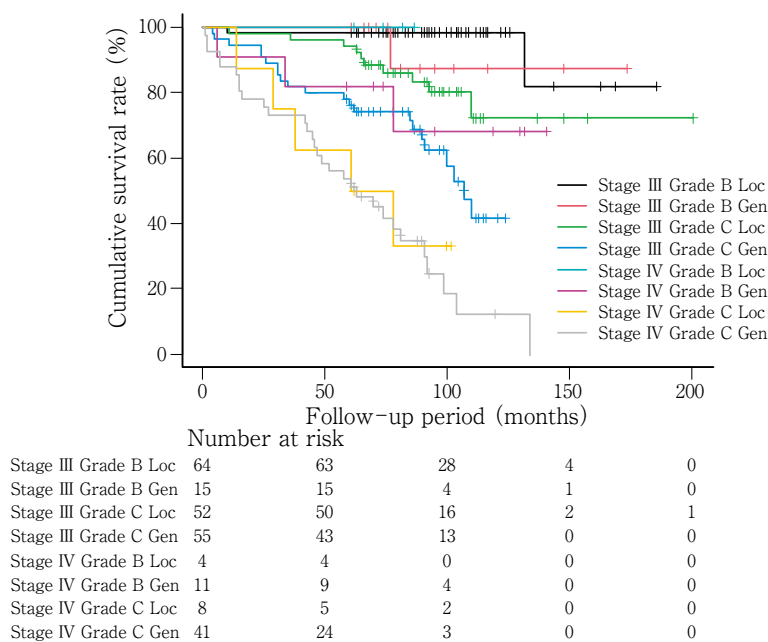 100
80
60
40
20
0
Cumulative survival rate (%)
Stage Ⅲ Grade B Loc
Stage Ⅲ Grade B Gen
Stage Ⅲ Grade C Loc
Stage Ⅲ Grade C Gen
Stage Ⅳ Grade B Loc
Stage Ⅳ Grade B Gen
Stage Ⅳ Grade C Loc
Stage Ⅳ Grade C Gen
0 50 100 150 200
Follow-up period (months)
Number at risk
Stage Ⅲ Grade B Loc 64 63 28 4 0
Stage Ⅲ Grade B Gen 15 15 4 1 0
Stage Ⅲ Grade C Loc 52 50 16 2 1
Stage Ⅲ Grade C Gen 55 43 13 0 0
Stage Ⅳ Grade B Loc 4 4 0 0 0
Stage Ⅳ Grade B Gen 11 9 4 0 0
Stage Ⅳ Grade C Loc 8 5 2 0 0
Stage Ⅳ Grade C Gen 41 24 3 0 0